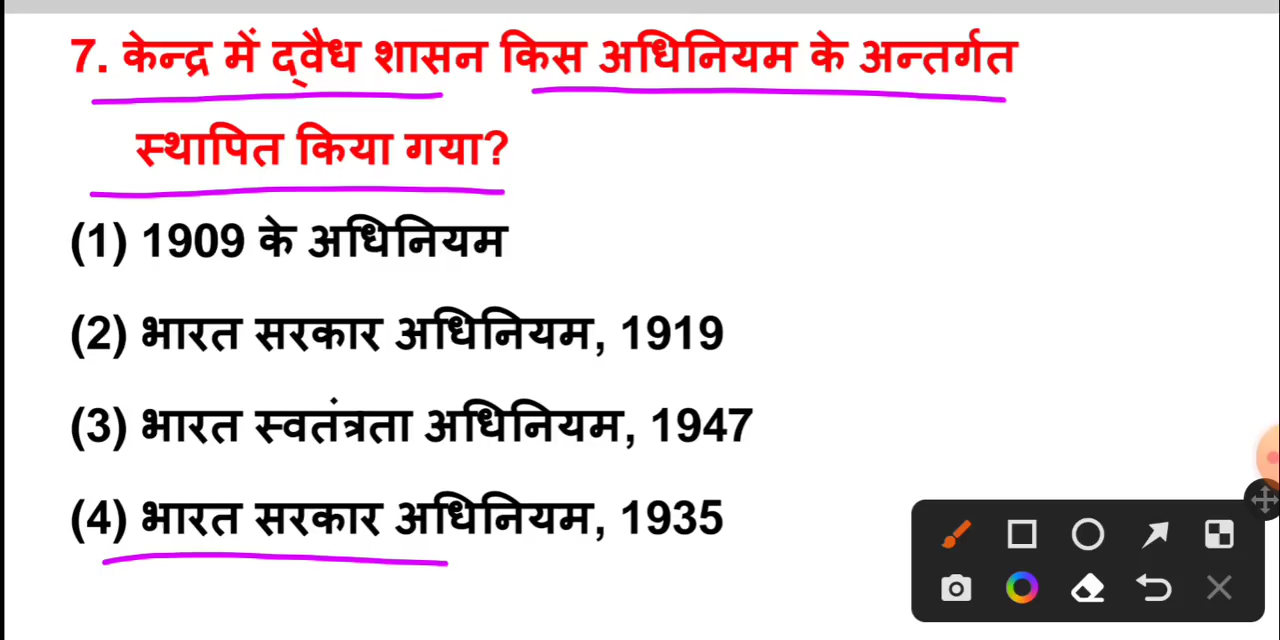 7. केन्द्र में द्वैध शासन किस अधिनियम के अन्तर्गत
स्थापित किया गया?
(1) 1909 के अधिनियम
(2) भारत सरकार अधिनियम, 1919
(3) भारत स्वतंत्रता अधिनियम, 1947
(4) भारत सरकार अधिनियम, 1935